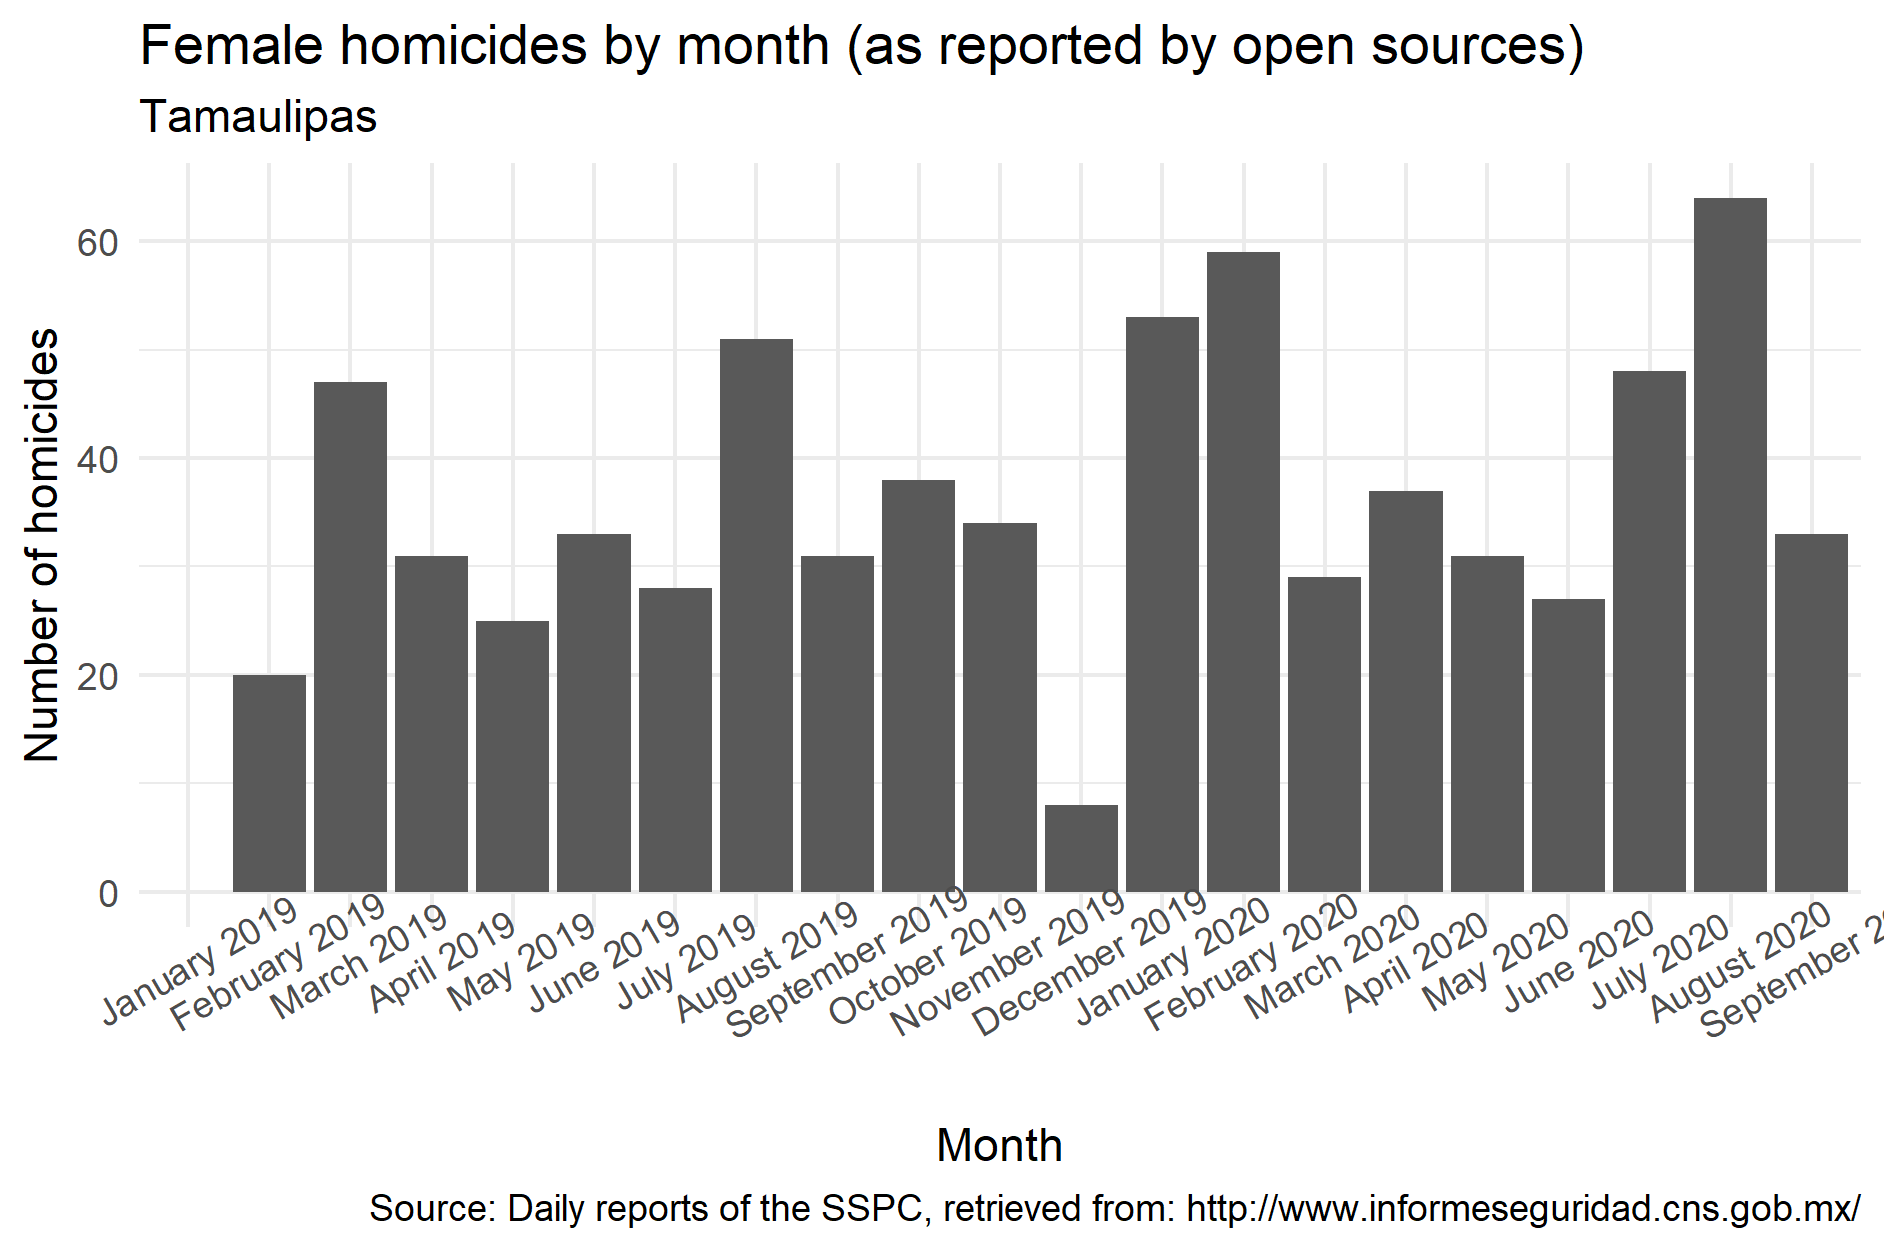 Female homicides by month (as reported by open sources)
Tamaulipas
Number of homicides
60
40
20
0
January 2019
February 2019
March 2019
April 2019
May 2019
June 2019
July 2019
August 2019
September 2019
October 2019
November 2019
December 2019
January 2020
February 2020
March 2020
April 2020
May 2020
June 2020
July 2020
August 2020
September 2
Month
Source: Daily reports of the SSPC, retrieved from: http://www.informeseguridad.cns.gob.mx/